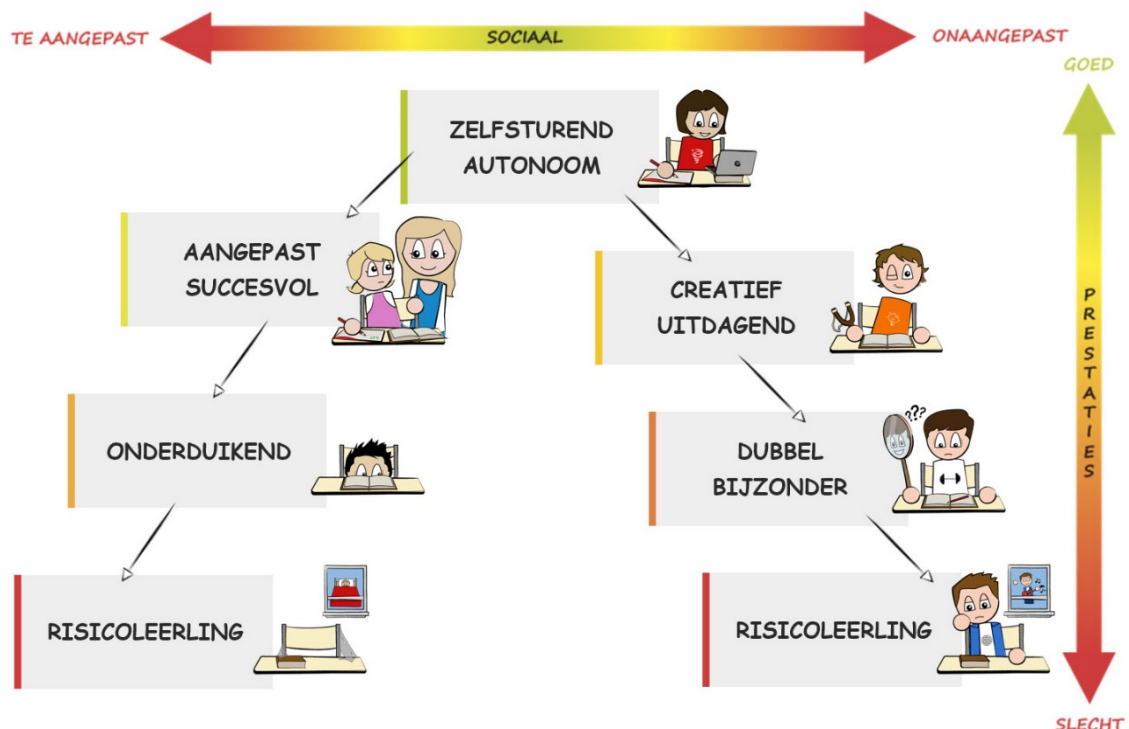 TE AANGEPAST
SOCIAAL
ONAANGEPAST
GOED
ZELFSTUREND
AUTONOOM
AANGEPAST
SUCCESVOL
CREATIEF
UITDAGEND
PRESTATIES
ONDERDUIKEND
???
DUBBEL
BIJZONDER
RISICOLEERLING
RISICOLEERLING
SLECHT